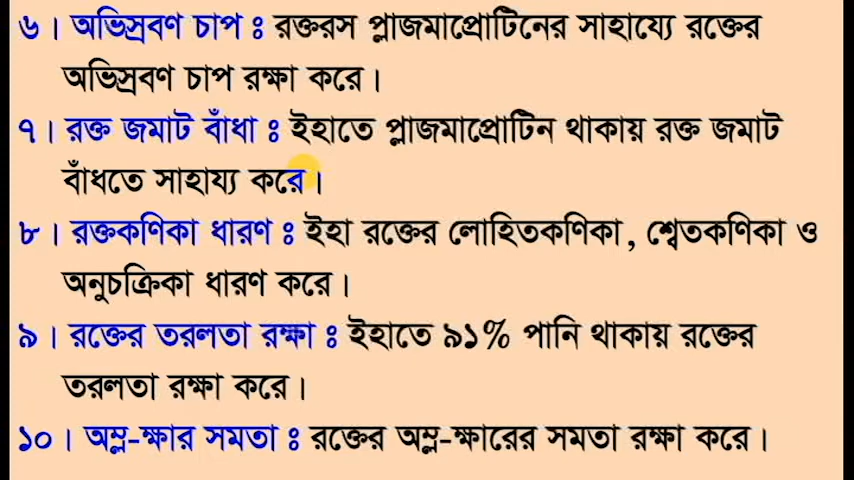 ৬। অভিস্রবণ চাপ ঃ রক্তরস প্লাজমাপ্রোটিনের সাহায্যে রক্তের
অভিস্রবণ চাপ রক্ষা করে।
৭। রক্ত জমাট বাঁধা ঃ ইহাতে প্লাজমাপ্রোটিন থাকায় রক্ত জমাট
বাঁধতে সাহায্য করে।
৮। রক্তকণিকা ধারণ ঃ ইহা রক্তের লোহিতকণিকা, শ্বেতকণিকা ও
অনুচক্রিকা ধারণ করে।
৯। রক্তের তরলতা রক্ষা ঃ ইহাতে ৯১% পানি থাকায় রক্তের
তরলতা রক্ষা করে।
১০। অম্ল-ক্ষার সমতা ঃ রক্তের অম্ল-ক্ষারের সমতা রক্ষা করে।